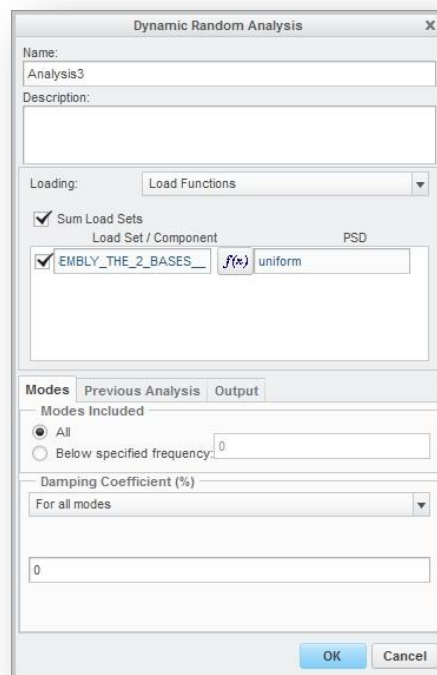 Dynamic Random Analysis X
Name:
Analysis3
Description:
Loading: Load Functions
Sum Load Sets
Load Set / Component PSD
EMBLY_THE_2_BASES__ f(x) uniform
Modes Previous Analysis Output
Modes Included
All
Below specified frequency: 0
Damping Coefficient (%)
For all modes
0
OK Cancel